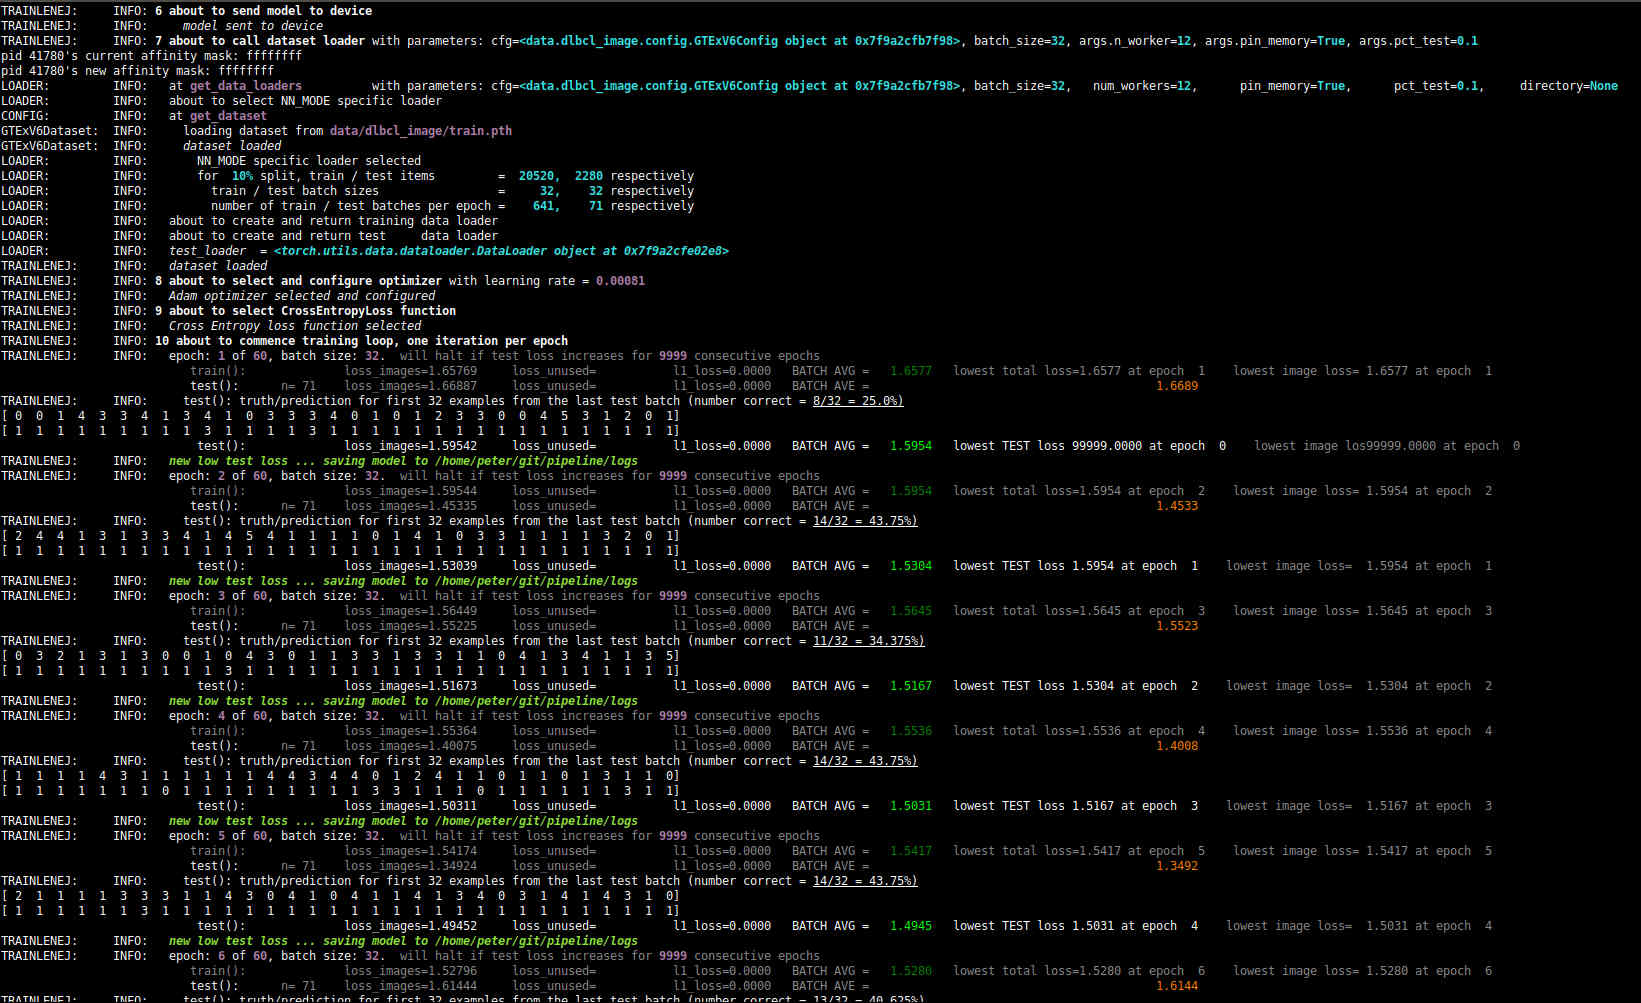 TRAINLENEJ:     INFO: 6 about to send model to device
TRAINLENEJ:     INFO:     model sent to device
TRAINLENEJ:     INFO: 7 about to call dataset loader with parameters: cfg=<data.dlbcl_image.config.GTExV6Config object at 0x7f9a2cfb7f98>, batch_size=32, args.n_worker=12, args.pin_memory=True, args.pct_test=0.1
pid 41780's current affinity mask: ffffffff
pid 41780's new affinity mask: ffffffff
LOADER:         INFO:   at get_data_loaders          with parameters: cfg=<data.dlbcl_image.config.GTExV6Config object at 0x7f9a2cfb7f98>, batch_size=32,   num_workers=12,      pin_memory=True,      pct_test=0.1,     directory=None
LOADER:         INFO:   about to select NN_MODE specific loader
CONFIG:         INFO:   at get_dataset
GTExV6Dataset:  INFO:     loading dataset from data/dlbcl_image/train.pth
GTExV6Dataset:  INFO:     dataset loaded
LOADER:         INFO:       NN_MODE specific loader selected
LOADER:         INFO:       for  10% split, train / test items         =  20520,  2280 respectively
LOADER:         INFO:         train / test batch sizes                 =     32,    32 respectively
LOADER:         INFO:         number of train / test batches per epoch =    641,    71 respectively
LOADER:         INFO:   about to create and return training data loader
LOADER:         INFO:   about to create and return test     data loader
LOADER:         INFO:   test_loader  = <torch.utils.data.dataloader.DataLoader object at 0x7f9a2cfe02e8>
TRAINLENEJ:     INFO:   dataset loaded
TRAINLENEJ:     INFO: 8 about to select and configure optimizer with learning rate = 0.00081
TRAINLENEJ:     INFO:   Adam optimizer selected and configured
TRAINLENEJ:     INFO: 9 about to select CrossEntropyLoss function
TRAINLENEJ:     INFO:   Cross Entropy loss function selected
TRAINLENEJ:     INFO: 10 about to commence training loop, one iteration per epoch
TRAINLENEJ:     INFO:   epoch: 1 of 60, batch size: 32.  will halt if test loss increases for 9999 consecutive epochs
train():              loss_images=1.65769     loss_unused=           l1_loss=0.0000   BATCH AVG =   1.6577   lowest total loss=1.6577 at epoch  1    lowest image loss= 1.6577 at epoch  1
test():      n= 71    loss_images=1.66887     loss_unused=           l1_loss=0.0000   BATCH AVE =                                         1.6689
TRAINLENEJ:     INFO:     test(): truth/prediction for first 32 examples from the last test batch (number correct = 8/32 = 25.0%)
[ 0  0  1  4  3  3  4  1  3  4  1  0  3  3  3  4  0  1  0  1  2  3  3  0  0  4  5  3  1  2  0  1]
[ 1  1  1  1  1  1  1  1  1  3  1  1  1  1  3  1  1  1  1  1  1  1  1  1  1  1  1  1  1  1  1  1]
test():              loss_images=1.59542     loss_unused=           l1_loss=0.0000   BATCH AVG =   1.5954   lowest TEST loss 99999.0000 at epoch  0    lowest image los99999.0000 at epoch  0
TRAINLENEJ:     INFO:   new low test loss ... saving model to /home/peter/git/pipeline/logs
TRAINLENEJ:     INFO:   epoch: 2 of 60, batch size: 32.  will halt if test loss increases for 9999 consecutive epochs
train():              loss_images=1.59544     loss_unused=           l1_loss=0.0000   BATCH AVG =   1.5954   lowest total loss=1.5954 at epoch  2    lowest image loss= 1.5954 at epoch  2
test():      n= 71    loss_images=1.45335     loss_unused=           l1_loss=0.0000   BATCH AVE =                                         1.4533
TRAINLENEJ:     INFO:     test(): truth/prediction for first 32 examples from the last test batch (number correct = 14/32 = 43.75%)
[ 2  4  4  1  3  1  3  3  4  1  4  5  4  1  1  1  1  0  1  4  1  0  3  3  1  1  1  1  3  2  0  1]
[ 1  1  1  1  1  1  1  1  1  1  1  1  1  1  1  1  1  1  1  1  1  1  1  1  1  1  1  1  1  1  1  1]
test():              loss_images=1.53039     loss_unused=           l1_loss=0.0000   BATCH AVG =   1.5304   lowest TEST loss 1.5954 at epoch  1    lowest image loss=  1.5954 at epoch  1
TRAINLENEJ:     INFO:   new low test loss ... saving model to /home/peter/git/pipeline/logs
TRAINLENEJ:     INFO:   epoch: 3 of 60, batch size: 32.  will halt if test loss increases for 9999 consecutive epochs
train():              loss_images=1.56449     loss_unused=           l1_loss=0.0000   BATCH AVG =   1.5645   lowest total loss=1.5645 at epoch  3    lowest image loss= 1.5645 at epoch  3
test():      n= 71    loss_images=1.55225     loss_unused=           l1_loss=0.0000   BATCH AVE =                                         1.5523
TRAINLENEJ:     INFO:     test(): truth/prediction for first 32 examples from the last test batch (number correct = 11/32 = 34.375%)
[ 0  3  2  1  3  1  3  0  0  1  0  4  3  0  1  1  3  3  1  3  3  1  1  0  4  1  3  4  1  1  3  5]
[ 1  1  1  1  1  1  1  1  1  1  3  1  1  1  1  1  1  1  1  1  1  1  1  1  1  1  1  1  1  1  1  1]
test():              loss_images=1.51673     loss_unused=           l1_loss=0.0000   BATCH AVG =   1.5167   lowest TEST loss 1.5304 at epoch  2    lowest image loss=  1.5304 at epoch  2
TRAINLENEJ:     INFO:   new low test loss ... saving model to /home/peter/git/pipeline/logs
TRAINLENEJ:     INFO:   epoch: 4 of 60, batch size: 32.  will halt if test loss increases for 9999 consecutive epochs
train():              loss_images=1.55364     loss_unused=           l1_loss=0.0000   BATCH AVG =   1.5536   lowest total loss=1.5536 at epoch  4    lowest image loss= 1.5536 at epoch  4
test():      n= 71    loss_images=1.40075     loss_unused=           l1_loss=0.0000   BATCH AVE =                                         1.4008
TRAINLENEJ:     INFO:     test(): truth/prediction for first 32 examples from the last test batch (number correct = 14/32 = 43.75%)
[ 1  1  1  1  4  3  1  1  1  1  1  1  4  4  3  4  4  0  1  2  4  1  1  0  1  1  0  1  3  1  1  0]
[ 1  1  1  1  1  1  1  0  1  1  1  1  1  1  1  1  1  3  3  1  1  1  0  1  1  1  1  1  1  3  1  1]
test():              loss_images=1.50311     loss_unused=           l1_loss=0.0000   BATCH AVG =   1.5031   lowest TEST loss 1.5167 at epoch  3    lowest image loss=  1.5167 at epoch  3
TRAINLENEJ:     INFO:   new low test loss ... saving model to /home/peter/git/pipeline/logs
TRAINLENEJ:     INFO:   epoch: 5 of 60, batch size: 32.  will halt if test loss increases for 9999 consecutive epochs
train():              loss_images=1.54174     loss_unused=           l1_loss=0.0000   BATCH AVG =   1.5417   lowest total loss=1.5417 at epoch  5    lowest image loss= 1.5417 at epoch  5
test():      n= 71    loss_images=1.34924     loss_unused=           l1_loss=0.0000   BATCH AVE =                                         1.3492
TRAINLENEJ:     INFO:     test(): truth/prediction for first 32 examples from the last test batch (number correct = 14/32 = 43.75%)
[ 2  1  1  1  1  3  3  3  1  1  4  3  0  4  1  0  4  1  1  4  1  3  4  0  3  1  4  1  4  3  1  0]
[ 1  1  1  1  1  1  3  1  1  1  1  1  1  1  1  1  1  1  1  1  1  1  1  1  1  1  1  1  1  1  1  1]
test():              loss_images=1.49452     loss_unused=           l1_loss=0.0000   BATCH AVG =   1.4945   lowest TEST loss 1.5031 at epoch  4    lowest image loss=  1.5031 at epoch  4
TRAINLENEJ:     INFO:   new low test loss ... saving model to /home/peter/git/pipeline/logs
TRAINLENEJ:     INFO:   epoch: 6 of 60, batch size: 32.  will halt if test loss increases for 9999 consecutive epochs
train():              loss_images=1.52796     loss_unused=           l1_loss=0.0000   BATCH AVG =   1.5280   lowest total loss=1.5280 at epoch  6    lowest image loss= 1.5280 at epoch  6
test():      n= 71    loss_images=1.61444     loss_unused=           l1_loss=0.0000   BATCH AVE =                                         1.6144
TRAINLENEJ:     INFO:     test(): truth/prediction for first 32 examples from the last test batch (number correct = 13/32 = 40.625%)